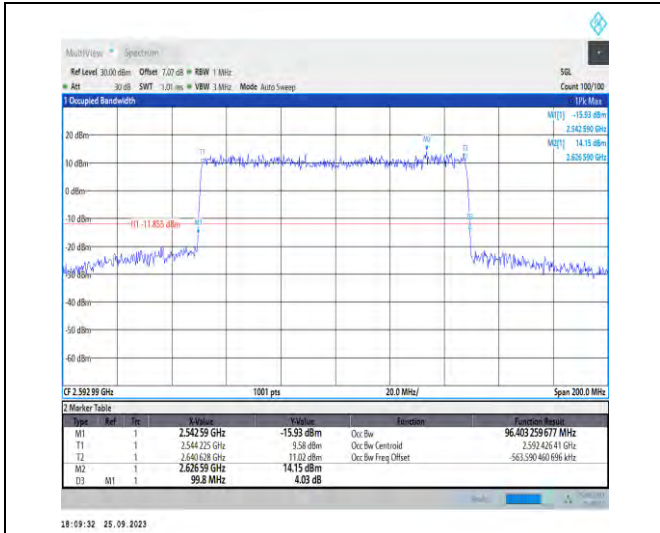 MultiView Spectrum
Ref Level 30.00 dBm Offset 7.07 dB RBW 1 MHz SGL
Att 30 dB SWT 1.01 ms VBW 3 MHz Mode Auto Sweep Count 100/100
1 Occupied Bandwidth 1Pk Max
M1[1] -15.93 dBm
2.542 590 GHz
M2[1] 14.15 dBm
2.626 590 GHz
20 dBm
M2
T1
T2
10 dBm
0 dBm
-10 dBm
H1 -11.855 dBm
M1
D3
-20 dBm
-30 dBm
-40 dBm
-50 dBm
-60 dBm
CF 2.592 99 GHz 1001 pts 20.0 MHz/ Span 200.0 MHz
2 Marker Table
Type Ref Trc X-Value Y-Value Function Function Result
M1 1 2.542 59 GHz -15.93 dBm Occ Bw 96.403 259 677 MHz
T1 1 2.544 225 GHz 9.58 dBm Occ Bw Centroid 2.592 426 41 GHz
T2 1 2.640 628 GHz 11.02 dBm Occ Bw Freq Offset -563.590 460 696 kHz
M2 1 2.626 59 GHz 14.15 dBm
D3 M1 1 99.8 MHz 4.03 dB
18:09:32 25.09.2023